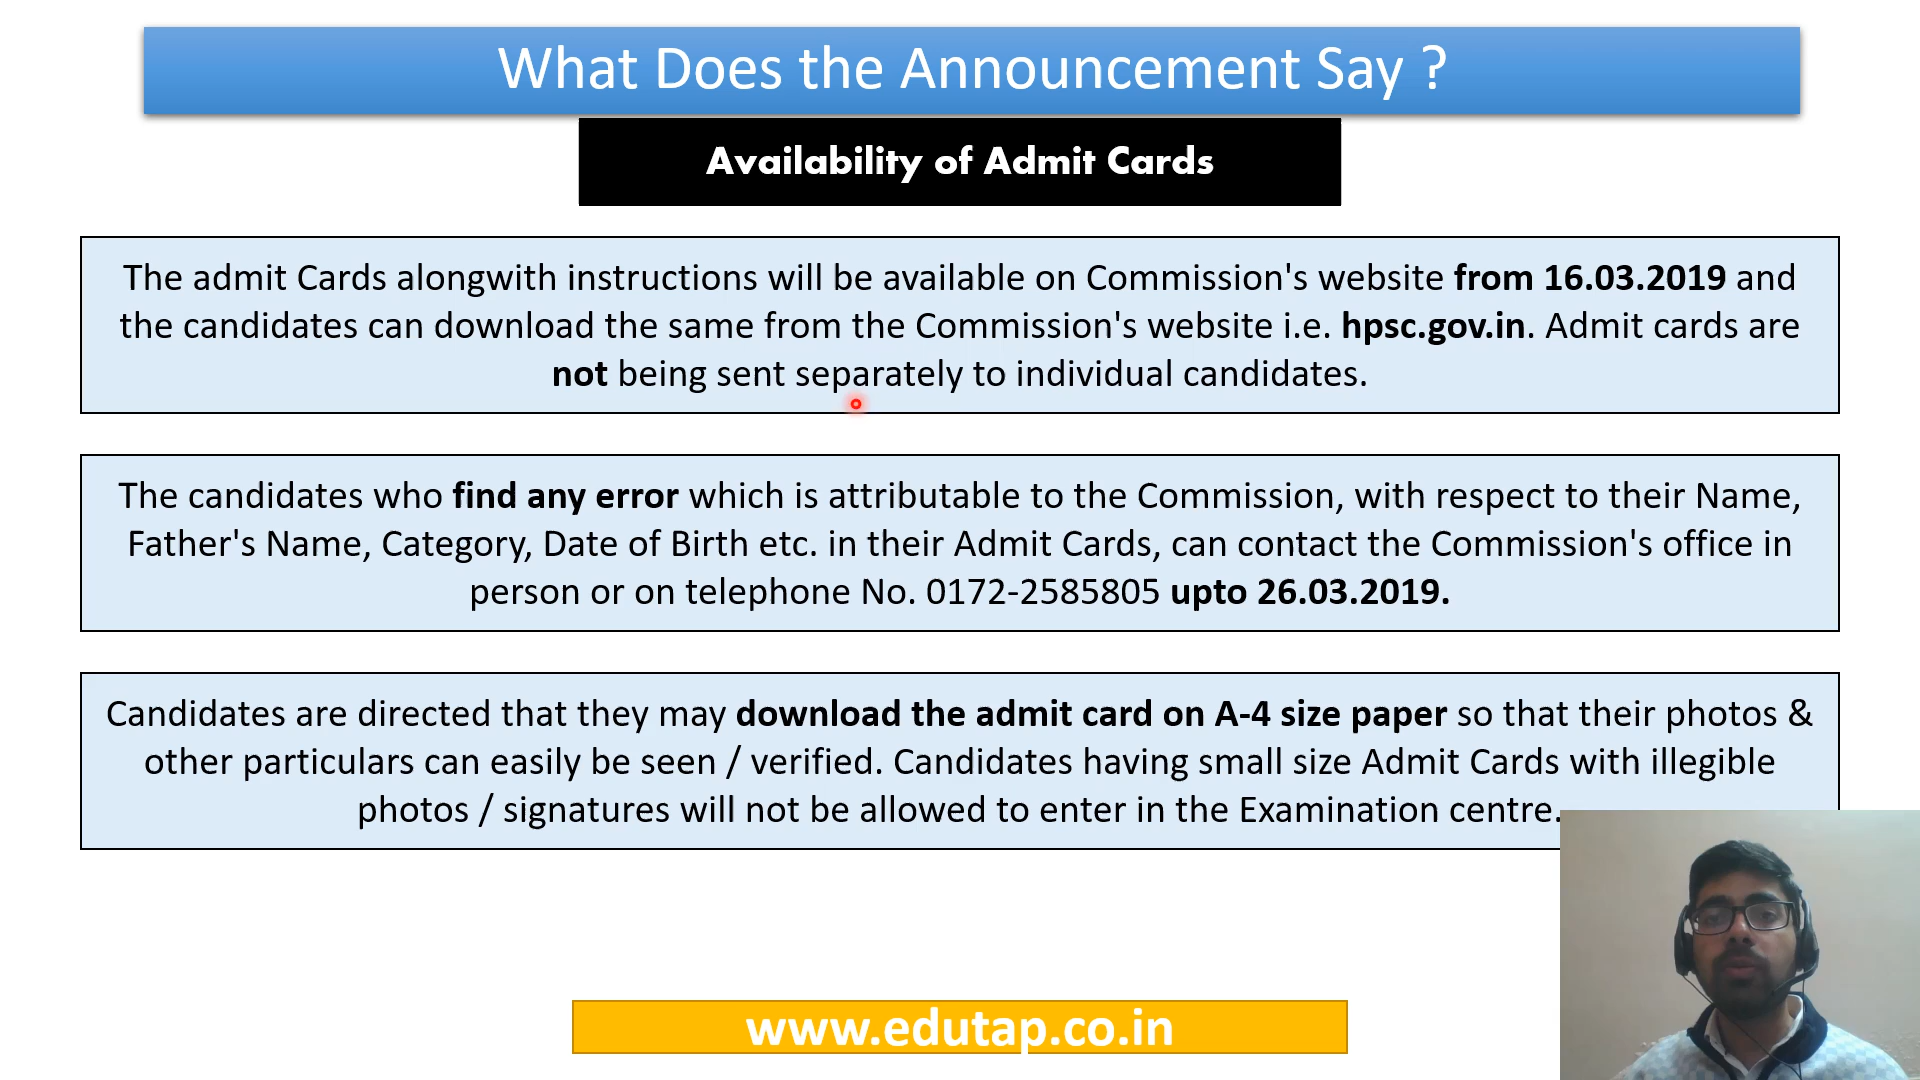 What Does the Announcement Say ?
Availability of Admit Cards
The admit Cards alongwith instructions will be available on Commission's website from 16.03.2019 and
the candidates can download the same from the Commission's website i.e. hpsc.gov.in. Admit cards are
not being sent separately to individual candidates.
The candidates who find any error which is attributable to the Commission, with respect to their Name,
Father's Name, Category, Date of Birth etc. in their Admit Cards, can contact the Commission's office in
person or on telephone No. 0172-2585805 upto 26.03.2019.
Candidates are directed that they may download the admit card on A-4 size paper so that their photos &
other particulars can easily be seen / verified. Candidates having small size Admit Cards with illegible
photos / signatures will not be allowed to enter in the Examination centre.
www.edutap.co.in